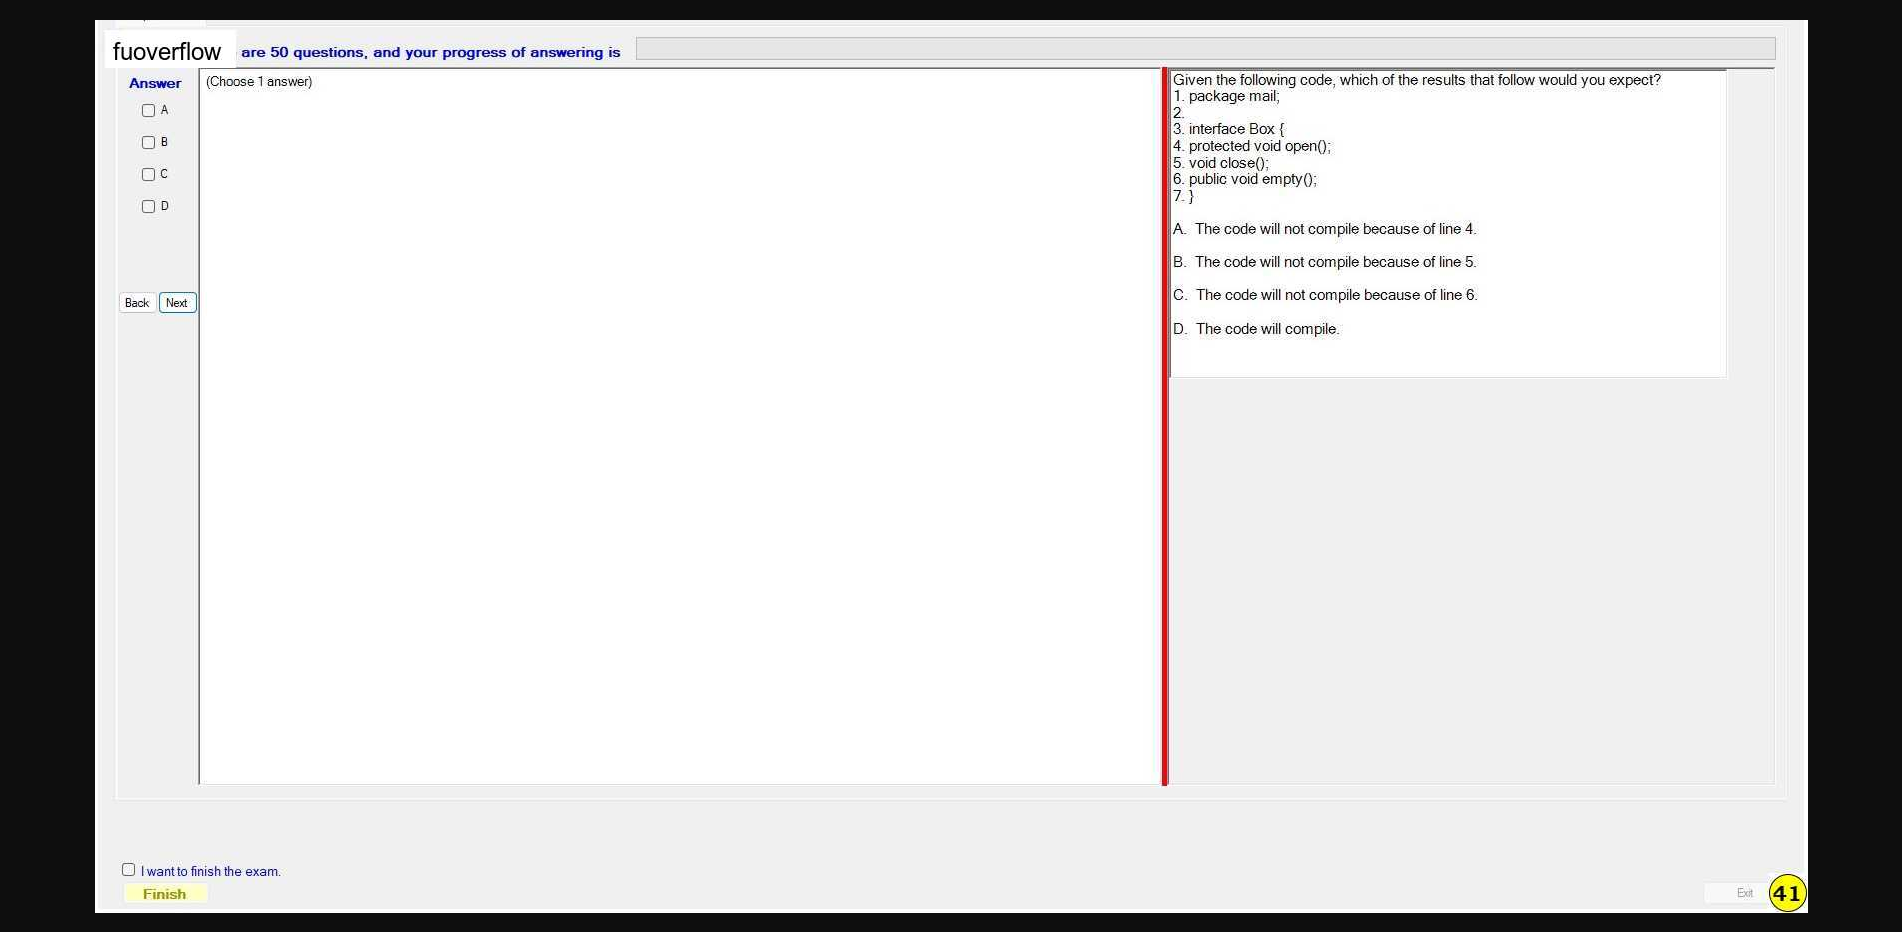 fuoverflow are 50 questions, and your progress of answering is
Answer
(Choose 1 answer)
A
B
C
D
Back Next
Given the following code, which of the results that follow would you expect?
1. package mail;
2.
3. interface Box {
4. protected void open();
5. void close();
6. public void empty();
7. }
A. The code will not compile because of line 4.
B. The code will not compile because of line 5.
C. The code will not compile because of line 6.
D. The code will compile.
I want to finish the exam.
Finish
Exit
41